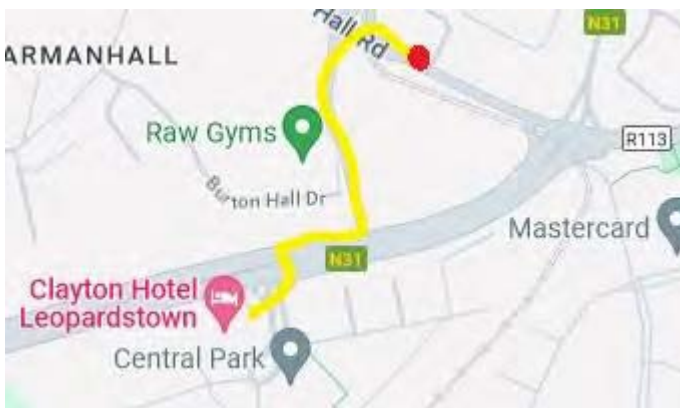 Hall Rd
N31
ARMANHALL
Raw Gyms
R113
Burton Hall Dr
Mastercard
N31
Clayton Hotel
Leopardstown
Central Park